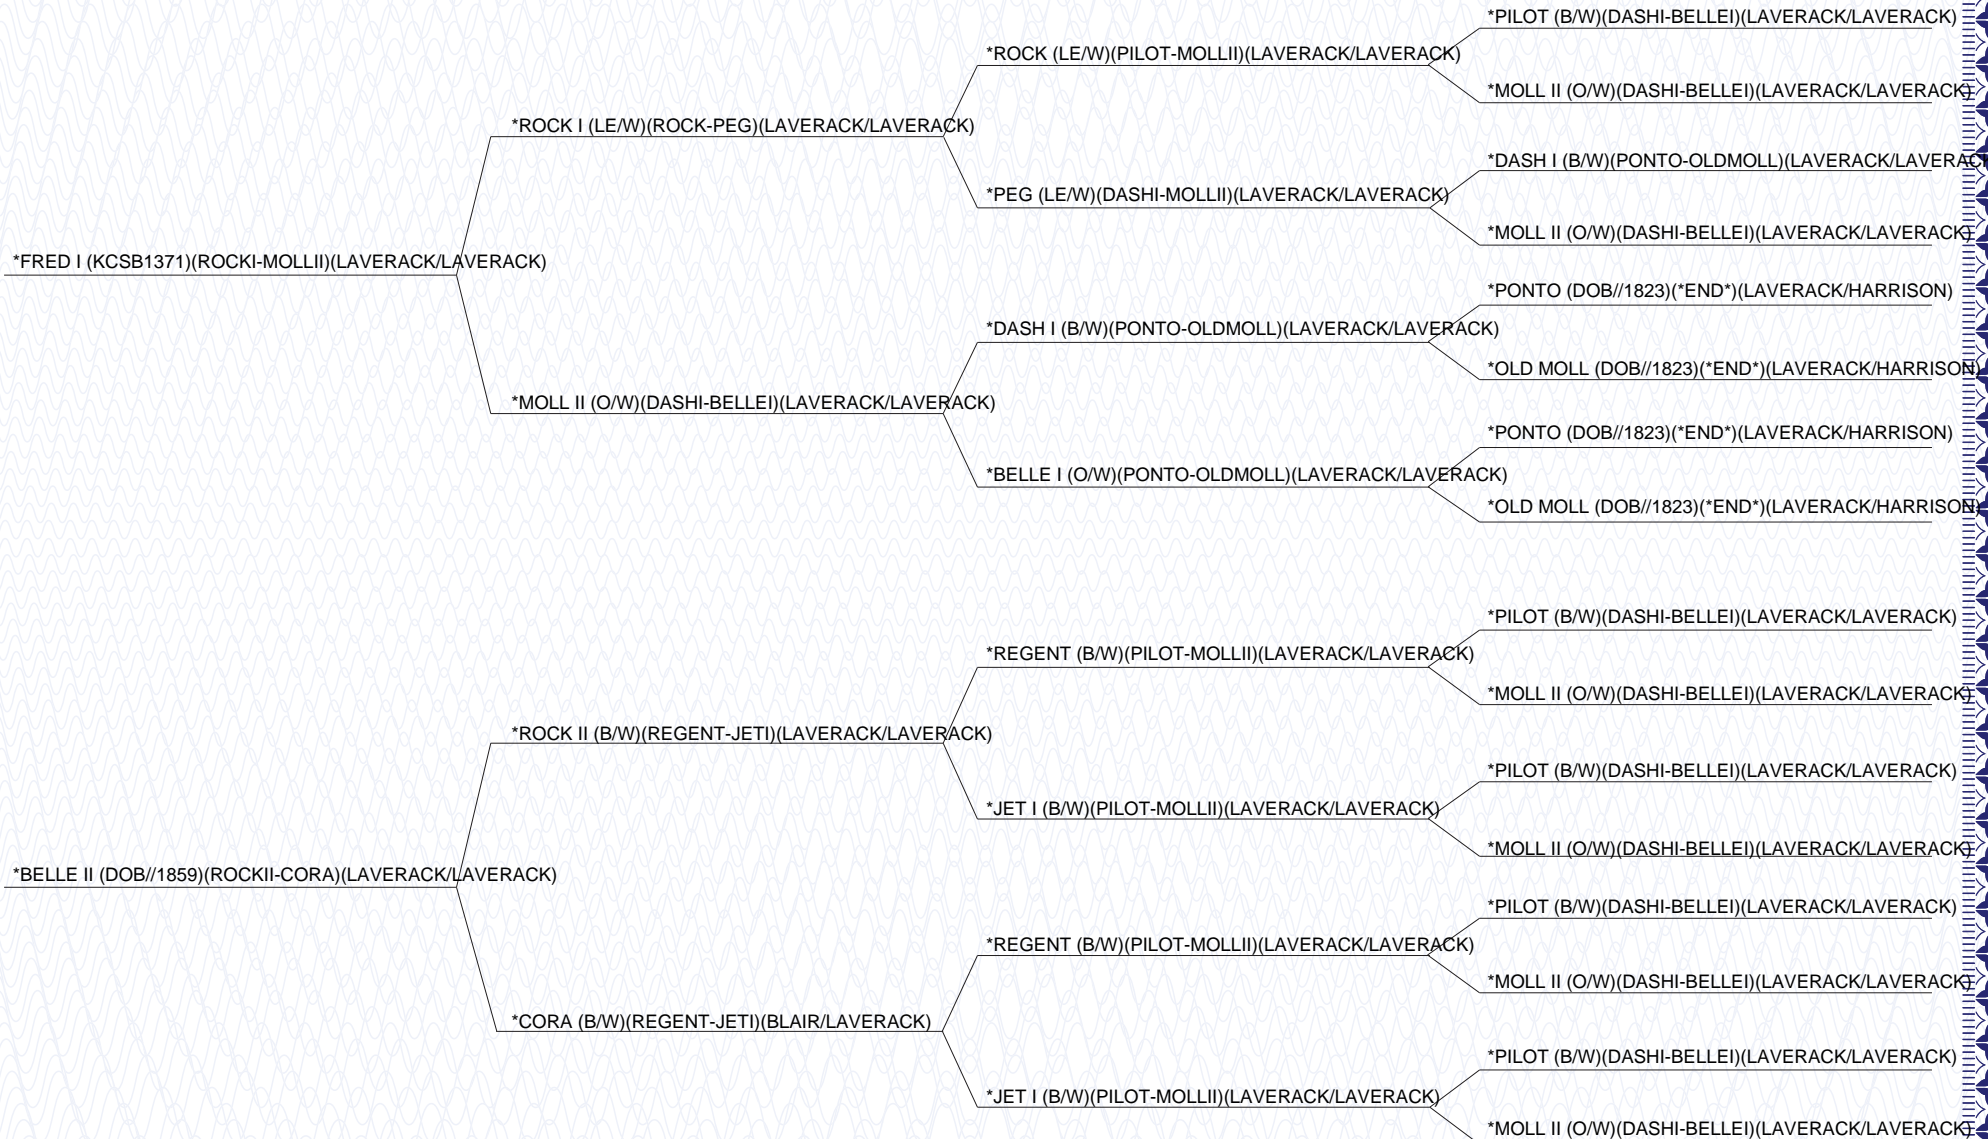 *PILOT (B/W)(DASHI-BELLEI)(LAVERACK/LAVERACK)
*ROCK (LE/W)(PILOT-MOLLII)(LAVERACK/LAVERACK)
*MOLL II (O/W)(DASHI-BELLEI)(LAVERACK/LAVERACK)
*ROCK I (LE/W)(ROCK-PEG)(LAVERACK/LAVERACK)
*DASH I (B/W)(PONTO-OLDMOLL)(LAVERACK/LAVERACK
*PEG (LE/W)(DASHI-MOLLII)(LAVERACK/LAVERACK)
*MOLL II (O/W)(DASHI-BELLEI)(LAVERACK/LAVERACK)
*FRED I (KCSB1371)(ROCKI-MOLLII)(LAVERACK/LAVERACK)
*PONTO (DOB//1823)(*END*)(LAVERACK/HARRISON)
*DASH I (B/W)(PONTO-OLDMOLL)(LAVERACK/LAVERACK)
*OLD MOLL (DOB//1823)(*END*)(LAVERACK/HARRISON)
*MOLL II (O/W)(DASHI-BELLEI)(LAVERACK/LAVERACK)
*PONTO (DOB//1823)(*END*)(LAVERACK/HARRISON)
*BELLE I (O/W)(PONTO-OLDMOLL)(LAVERACK/LAVERACK)
*OLD MOLL (DOB//1823)(*END*)(LAVERACK/HARRISON)
*PILOT (B/W)(DASHI-BELLEI)(LAVERACK/LAVERACK)
*REGENT (B/W)(PILOT-MOLLII)(LAVERACK/LAVERACK)
*MOLL II (O/W)(DASHI-BELLEI)(LAVERACK/LAVERACK)
*ROCK II (B/W)(REGENT-JETI)(LAVERACK/LAVERACK)
*PILOT (B/W)(DASHI-BELLEI)(LAVERACK/LAVERACK)
*JET I (B/W)(PILOT-MOLLII)(LAVERACK/LAVERACK)
*MOLL II (O/W)(DASHI-BELLEI)(LAVERACK/LAVERACK)
*BELLE II (DOB//1859)(ROCKII-CORA)(LAVERACK/LAVERACK)
*PILOT (B/W)(DASHI-BELLEI)(LAVERACK/LAVERACK)
*REGENT (B/W)(PILOT-MOLLII)(LAVERACK/LAVERACK)
*MOLL II (O/W)(DASHI-BELLEI)(LAVERACK/LAVERACK)
*CORA (B/W)(REGENT-JETI)(BLAIR/LAVERACK)
*PILOT (B/W)(DASHI-BELLEI)(LAVERACK/LAVERACK)
*JET I (B/W)(PILOT-MOLLII)(LAVERACK/LAVERACK)
*MOLL II (O/W)(DASHI-BELLEI)(LAVERACK/LAVERACK)